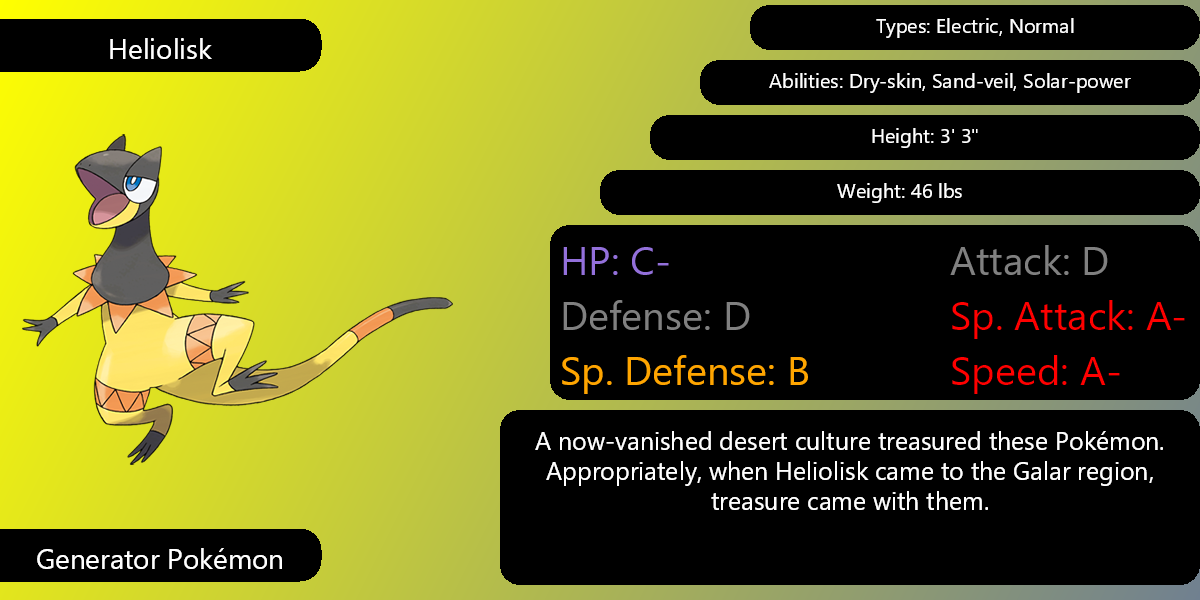 Heliolisk
Types: Electric, Normal
Abilities: Dry-skin, Sand-veil, Solar-power
Height: 3' 3"
Weight: 46 lbs
HP: C-
Attack: D
Defense: D
Sp. Attack: A-
Sp. Defense: B
Speed: A-
A now-vanished desert culture treasured these Pokémon.
Appropriately, when Heliolisk came to the Galar region,
treasure came with them.
Generator Pokémon